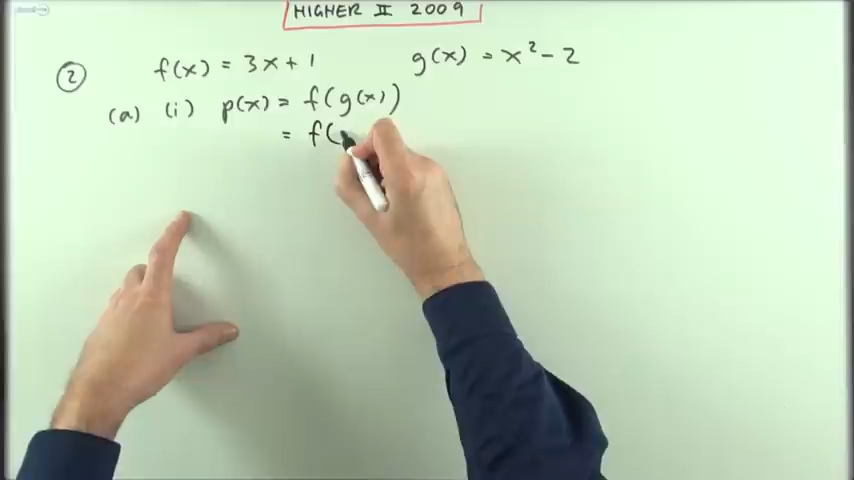 HIGHER II 2009
② f(x) = 3x + 1 g(x) = x² - 2
(a) (i) p(x) = f(g(x))
= f(